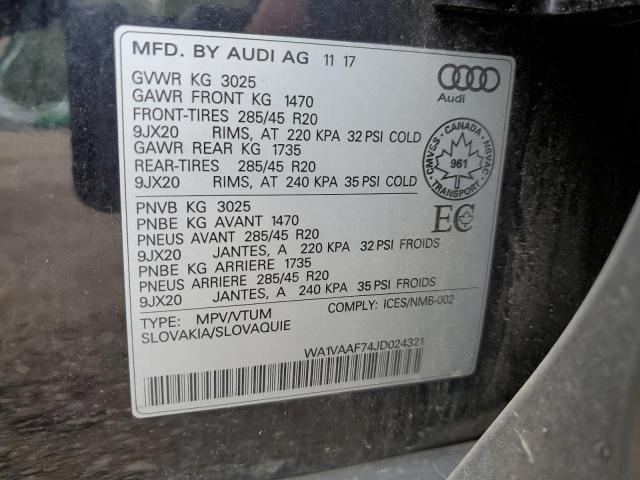 MFD. BY AUDI AG 11 17
GVWR KG 3025
GAWR FRONT KG 1470
FRONT-TIRES 285/45 R20
9JX20 RIMS, AT 220 KPA 32 PSI COLD
GAWR REAR KG 1735
REAR-TIRES 285/45 R20
9JX20 RIMS, AT 240 KPA 35 PSI COLD
Audi
CMVSS · CANADA · NSVAC
961
TRANSPORT
PNVB KG 3025
PNBE KG AVANT 1470
PNEUS AVANT 285/45 R20
9JX20 JANTES, A 220 KPA 32 PSI FROIDS
PNBE KG ARRIERE 1735
PNEUS ARRIERE 285/45 R20
9JX20 JANTES, A 240 KPA 35 PSI FROIDS
EC
TYPE: MPV/VTUM COMPLY: ICES/NMB-002
SLOVAKIA/SLOVAQUIE
WA1VAAF74JD024321